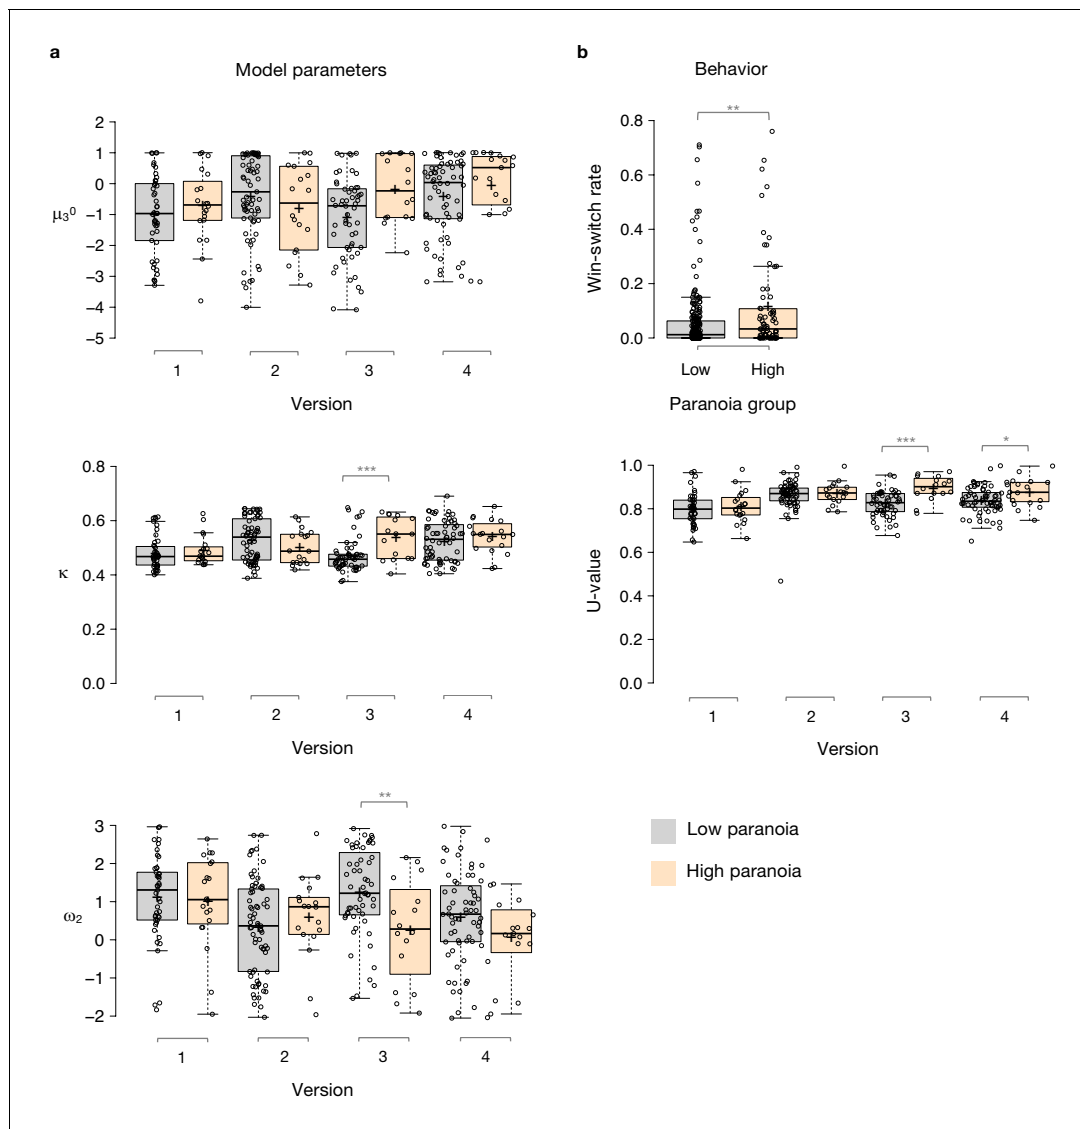 a
Model parameters
2
1
0
−1
−2
−3
−4
−5
μ₃⁰
1 2 3 4
Version
0.8
0.6
0.4
0.2
0.0
κ
***
1 2 3 4
Version
3
2
1
0
−1
−2
ω₂
**
1 2 3 4
Version
b
Behavior
0.8
0.6
0.4
0.2
0.0
Win-switch rate
**
Low High
Paranoia group
1.0
0.8
0.6
0.4
0.2
0.0
U-value
***
*
1 2 3 4
Version
Low paranoia
High paranoia